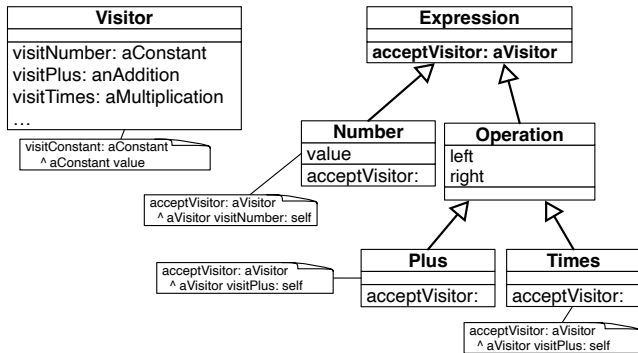 Visitor
visitNumber: aConstant
visitPlus: anAddition
visitTimes: aMultiplication
...
visitConstant: aConstant
^ aConstant value
Expression
acceptVisitor: aVisitor
Number
value
acceptVisitor:
acceptVisitor: aVisitor
^ aVisitor visitNumber: self
Operation
left
right
Plus
acceptVisitor:
acceptVisitor: aVisitor
^ aVisitor visitPlus: self
Times
acceptVisitor:
acceptVisitor: aVisitor
^ aVisitor visitPlus: self